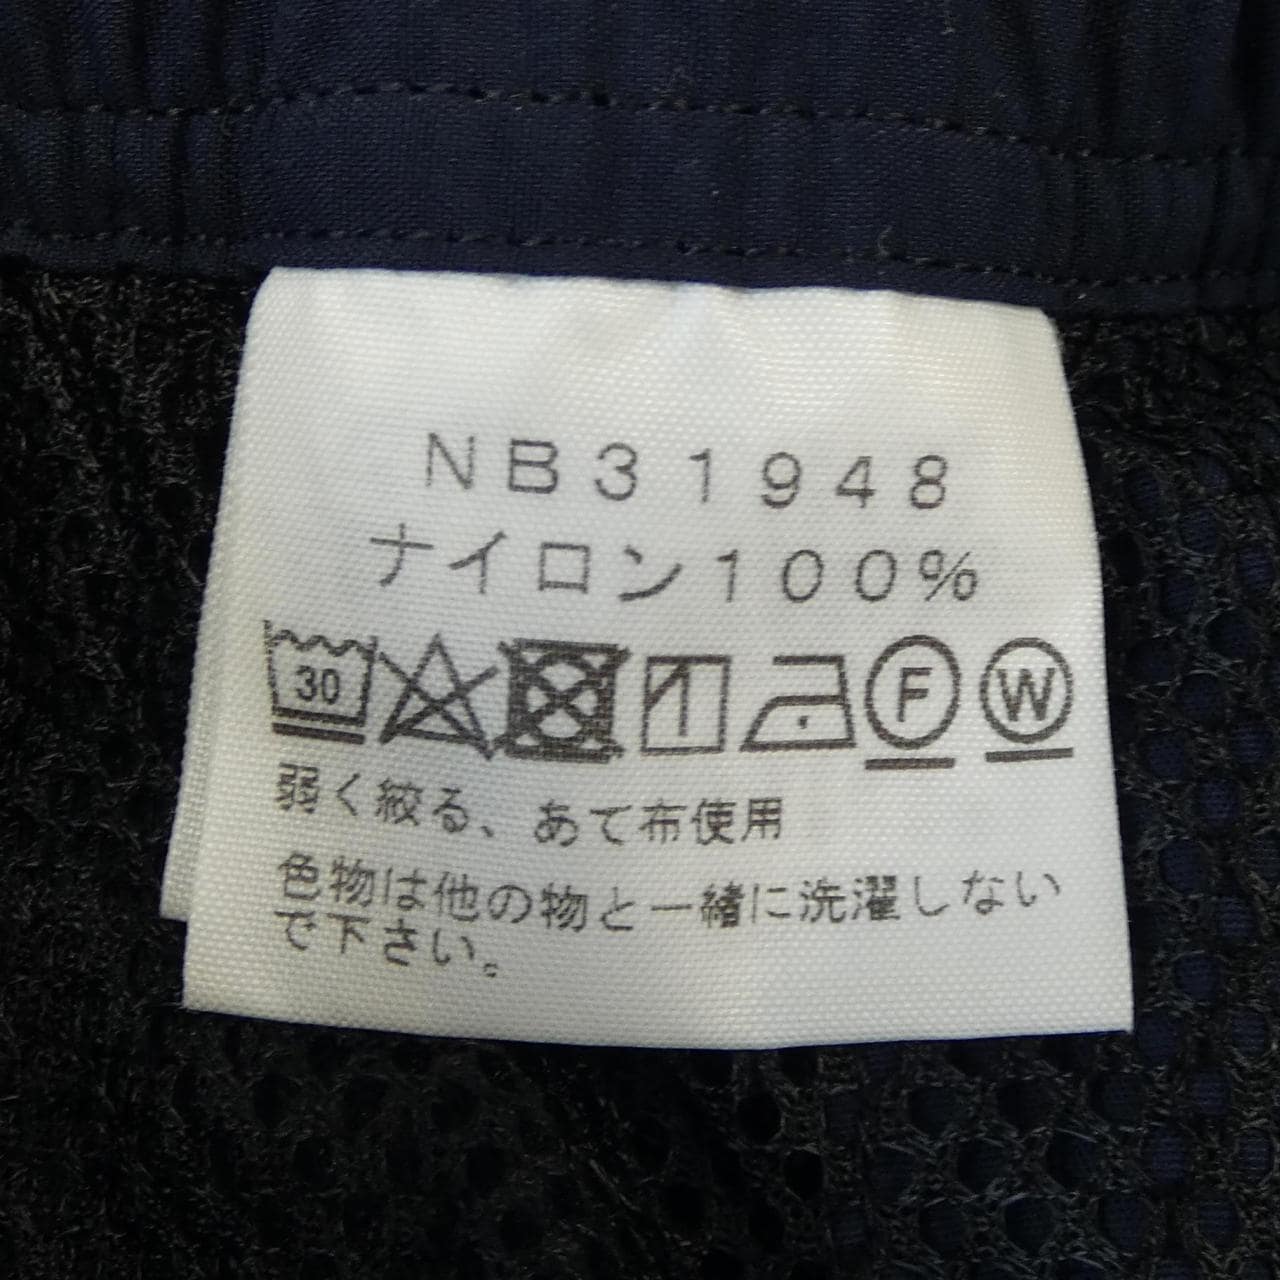 NB31948
ナイロン100%
30 F W
弱く絞る、あて布使用
色物は他の物と一緒に洗濯しない
で下さい。